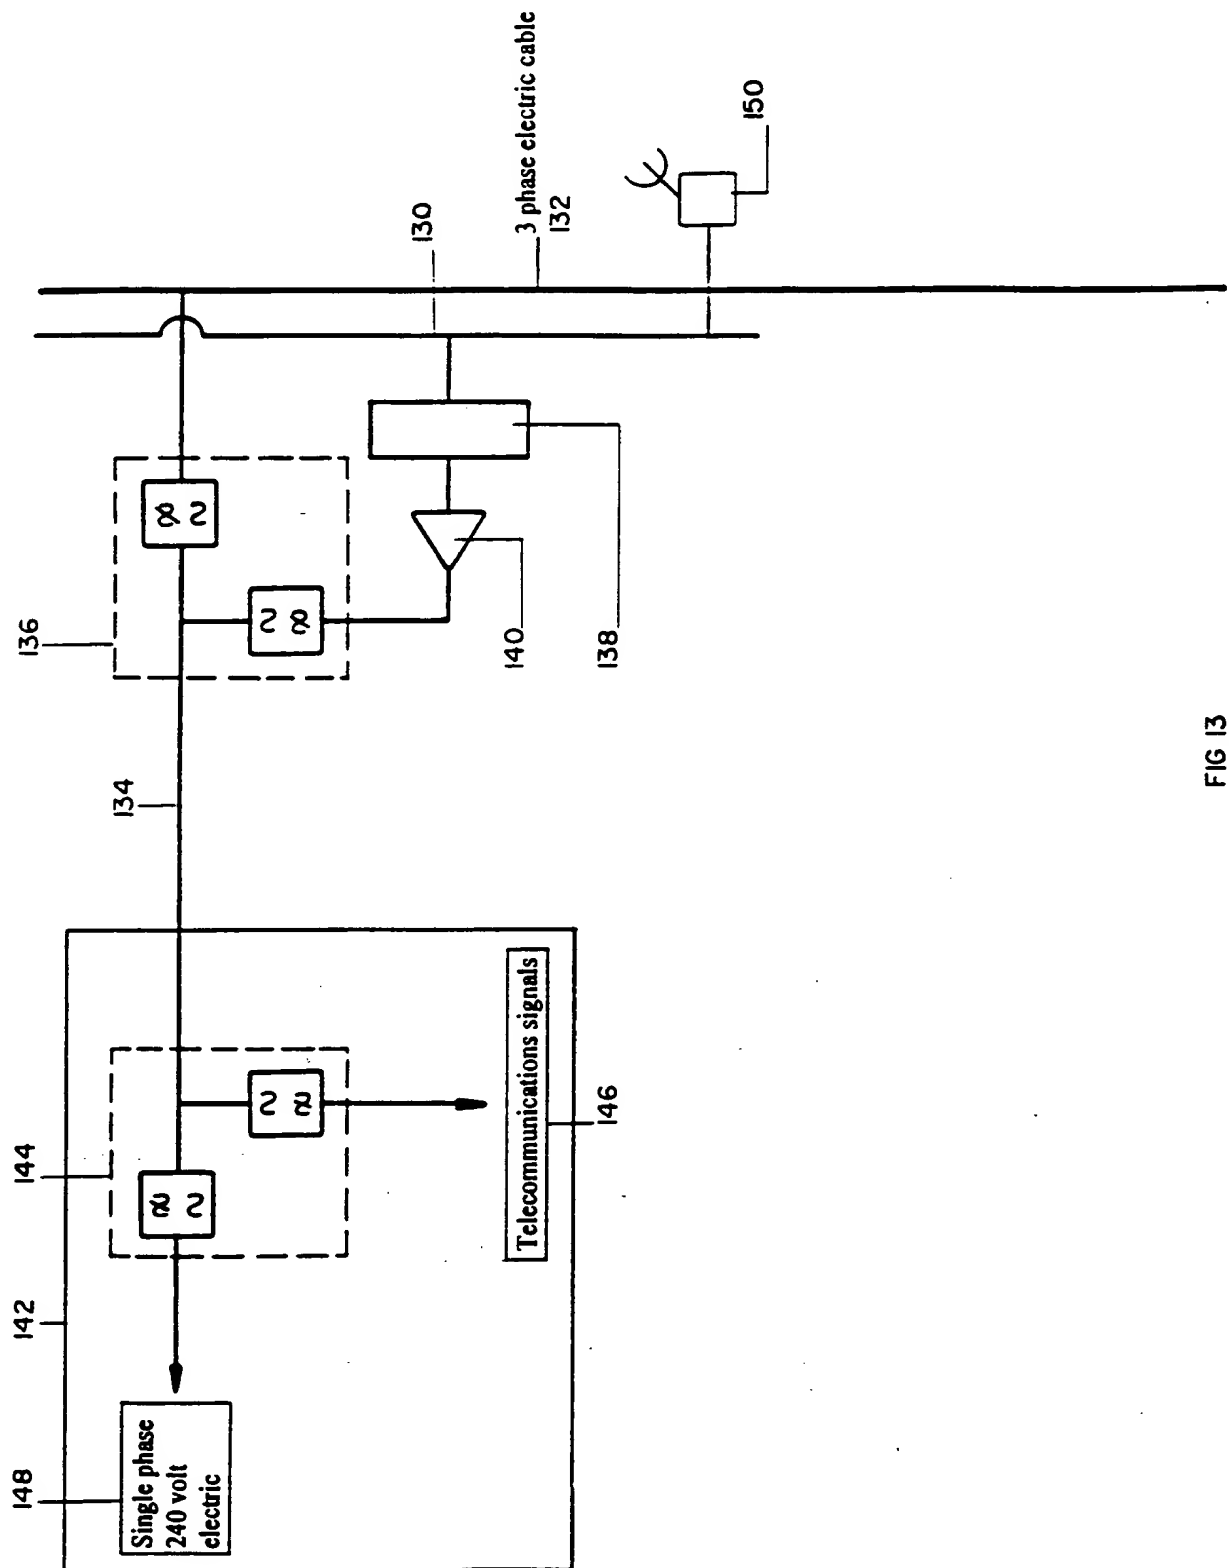 148
142
144
134
136
Single phase
240 volt
electric
Telecommunications signals
146
140
138
130
3 phase electric cable
132
150
FIG 13